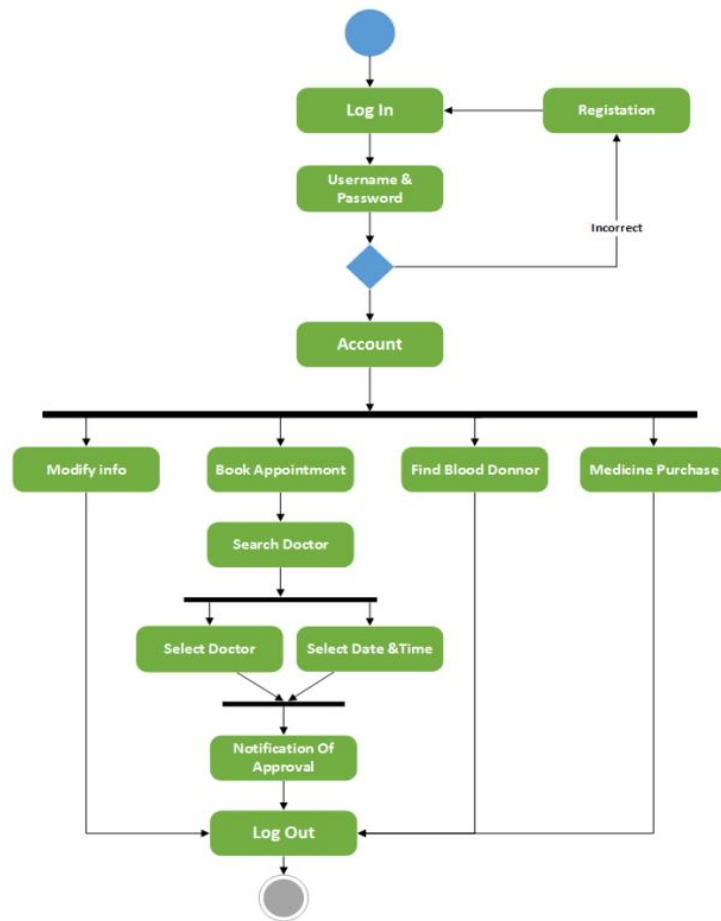 Log In
Registation
Username &
Password
Incorrect
Account
Modify info
Book Appointment
Find Blood Donnor
Medicine Purchase
Search Doctor
Select Doctor
Select Date &Time
Notification Of
Approval
Log Out